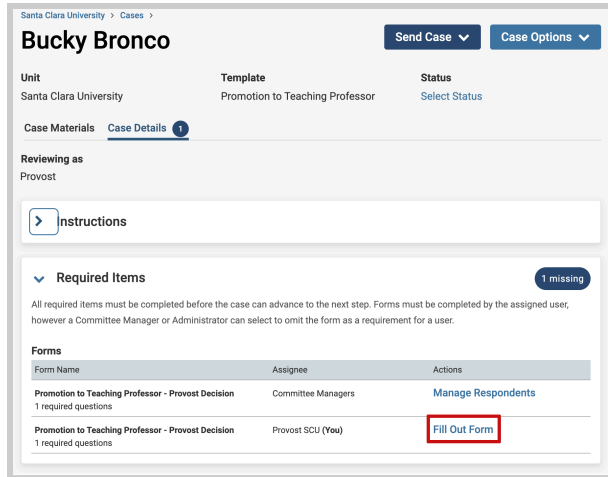 Santa Clara University > Cases >
Bucky Bronco
Send Case
Case Options
Unit
Template
Status
Santa Clara University
Promotion to Teaching Professor
Select Status
Case Materials
Case Details 1
Reviewing as
Provost
Instructions
Required Items
1 missing
All required items must be completed before the case can advance to the next step. Forms must be completed by the assigned user,
however a Committee Manager or Administrator can select to omit the form as a requirement for a user.
Forms
Form Name
Assignee
Actions
Promotion to Teaching Professor - Provost Decision
Committee Managers
Manage Respondents
1 required questions
Promotion to Teaching Professor - Provost Decision
Provost SCU (You)
Fill Out Form
1 required questions